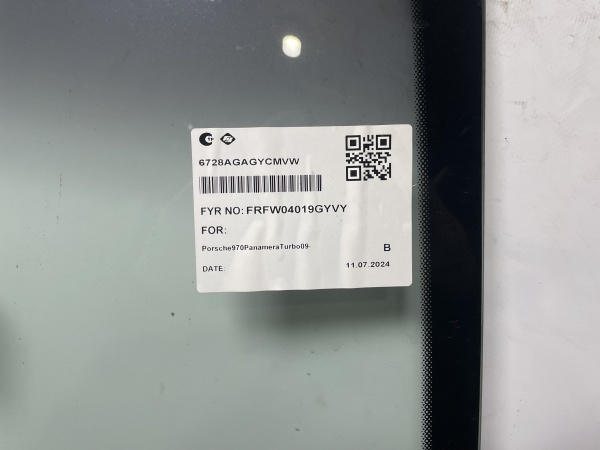 6728AGAGYCMVW
FYR NO: FRFW04019GYVY
FOR:
Porsche970PanameraTurbo09-
B
DATE: 11.07.2024